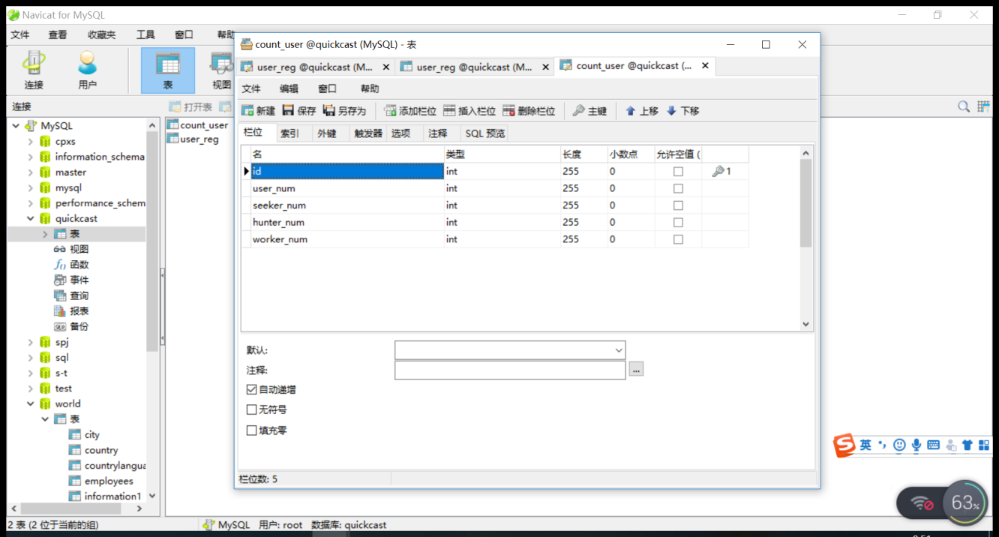 Navicat for MySQL
文件 查看 收藏夹 工具 窗口 帮助
连接 用户 表 视图
连接
打开表
MySQL
cpxs
information_schema
master
mysql
performance_schem
quickcast
表
视图
函数
事件
查询
报表
备份
spj
sql
s-t
test
world
表
city
country
countrylangua
employees
information1
count_user
user_reg
count_user @quickcast (MySQL) - 表
user_reg @quickcast (M... user_reg @quickcast (M... count_user @quickcast (...
文件 编辑 窗口 帮助
新建 保存 另存为 添加栏位 插入栏位 删除栏位 主键 上移 下移
栏位 索引 外键 触发器 选项 注释 SQL 预览
名 类型 长度 小数点 允许空值 (
id int 255 0 1
user_num int 255 0
seeker_num int 255 0
hunter_num int 255 0
worker_num int 255 0
默认:
注释: ...
自动递增
无符号
填充零
栏位数: 5
英
63%
2 表 (2 位于当前的组) MySQL 用户: root 数据库: quickcast